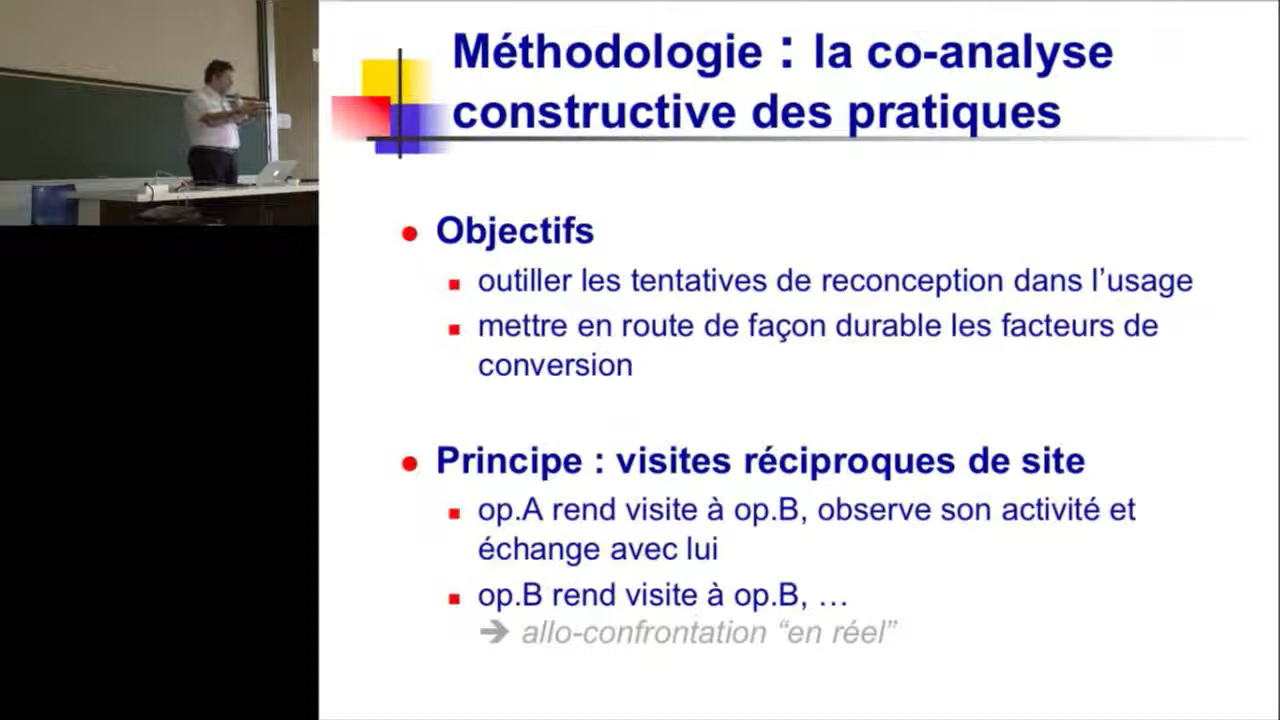 Méthodologie : la co-analyse
constructive des pratiques
Objectifs
outiller les tentatives de reconception dans l’usage
mettre en route de façon durable les facteurs de
conversion
Principe : visites réciproques de site
op.A rend visite à op.B, observe son activité et
échange avec lui
op.B rend visite à op.B, …
➔ allo-confrontation “en réel”